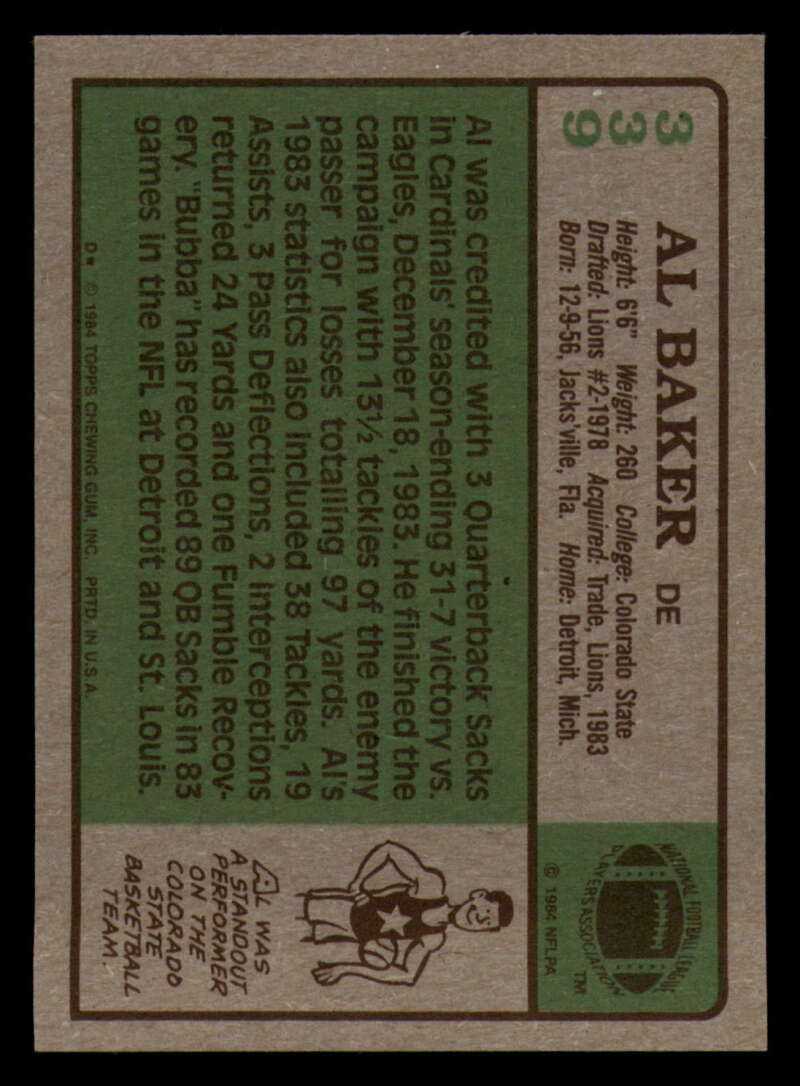 339
AL BAKER DE
Height: 6'6" Weight: 260 College: Colorado State
Drafted: Lions #2-1978 Acquired: Trade, Lions, 1983
Born: 12-9-56, Jacks'ville, Fla. Home: Detroit, Mich.
NATIONAL FOOTBALL LEAGUE
PLAYERS ASSOCIATION
TM
© 1984 NFLPA
Al was credited with 3 Quarterback Sacks
in Cardinals' season-ending 31-7 victory vs.
Eagles, December 18, 1983. He finished the
campaign with 13½ tackles of the enemy
passer for losses totalling 97 yards. Al's
1983 statistics also included 38 Tackles, 19
Assists, 3 Pass Deflections, 2 Interceptions
returned 24 Yards and one Fumble Recov-
ery. "Bubba" has recorded 89 QB Sacks in 83
games in the NFL at Detroit and St. Louis.
AL WAS
A STANDOUT
PERFORMER
ON THE
COLORADO
STATE
BASKETBALL
TEAM.
D* © 1984 TOPPS CHEWING GUM, INC. PRTD. IN U.S.A.